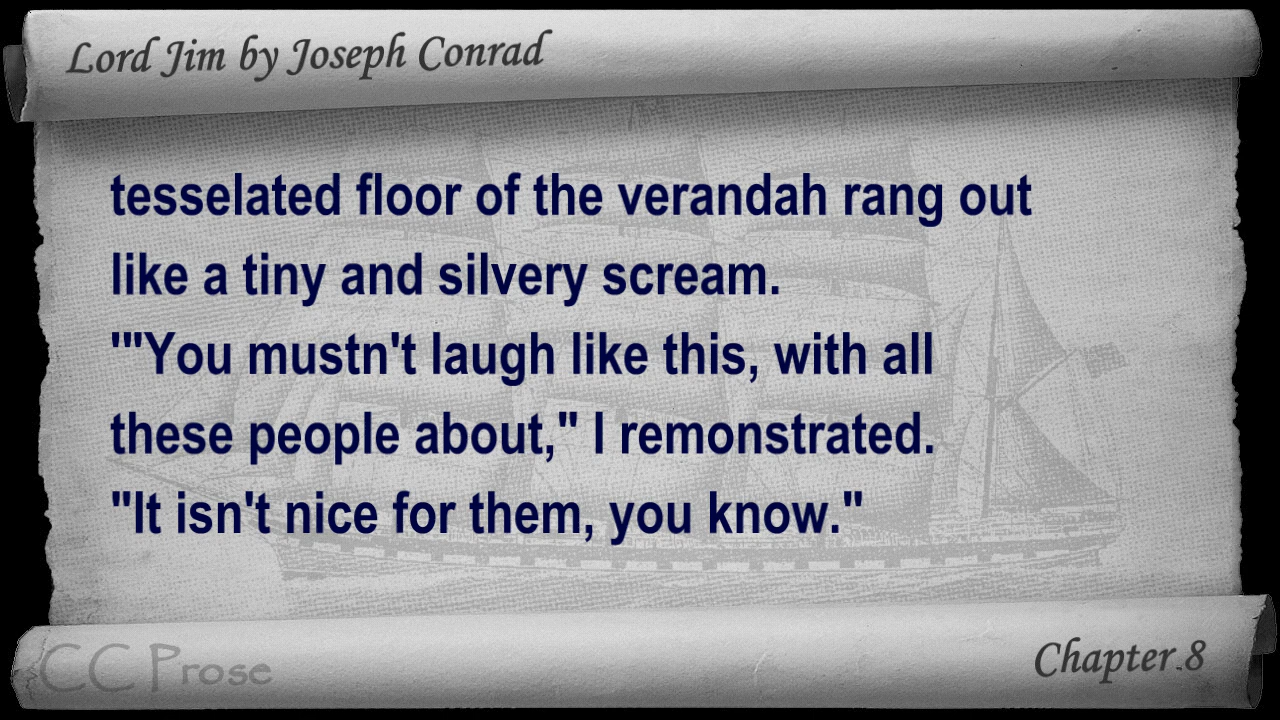 Lord Jim by Joseph Conrad
tesselated floor of the verandah rang out
like a tiny and silvery scream.
'"You mustn't laugh like this, with all
these people about," I remonstrated.
"It isn't nice for them, you know."
CC Prose
Chapter 8